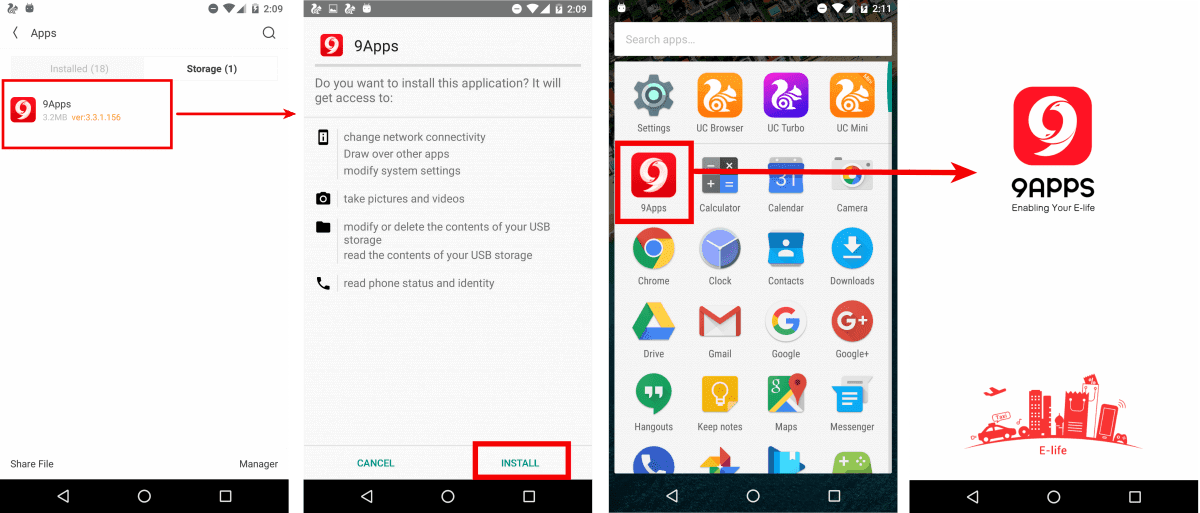 2:09
Apps
Installed (18)
Storage (1)
9Apps
3.2MB ver:3.3.1.156
Share File
Manager
2:09
9Apps
Do you want to install this application? It will
get access to:
change network connectivity
Draw over other apps
modify system settings
take pictures and videos
modify or delete the contents of your USB
storage
read the contents of your USB storage
read phone status and identity
CANCEL
INSTALL
2:11
Search apps...
Settings
UC Browser
UC Turbo
UC Mini
9Apps
Calculator
31
Calendar
Camera
Chrome
Clock
Contacts
Downloads
Drive
Gmail
Google
G+
Google+
Hangouts
Keep notes
Maps
Messenger
9APPS
Enabling Your E-life
Taxi
E-life